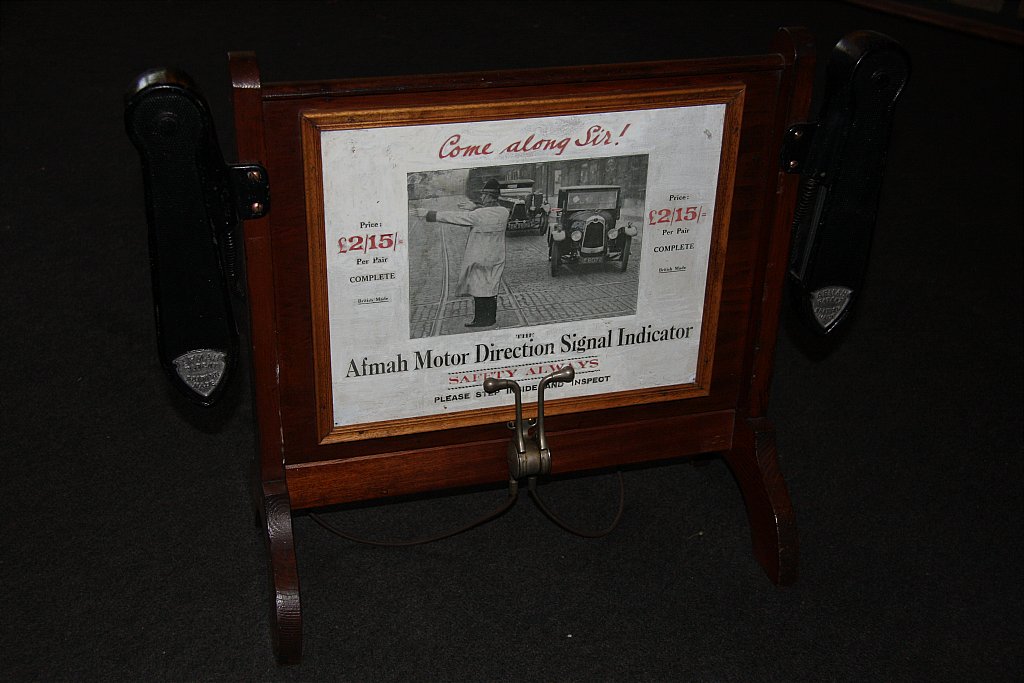 Come along Sir!
Price:
£2/15/-
Per Pair
COMPLETE
British Made
Price:
£2/15/-
Per Pair
COMPLETE
British Made
THE
Afmah Motor Direction Signal Indicator
SAFETY ALWAYS
PLEASE STEP INSIDE AND INSPECT